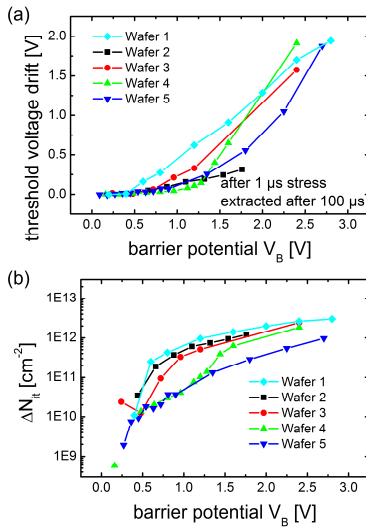 (a)
2.0
1.5
1.0
0.5
0.0
threshold voltage drift [V]
Wafer 1
Wafer 2
Wafer 3
Wafer 4
Wafer 5
after 1 µs stress
extracted after 100 µs
0.0 0.5 1.0 1.5 2.0 2.5 3.0
barrier potential V_B [V]
(b)
1E13
1E12
1E11
1E10
1E9
ΔN_it [cm^-2]
Wafer 1
Wafer 2
Wafer 3
Wafer 4
Wafer 5
0.0 0.5 1.0 1.5 2.0 2.5 3.0
barrier potential V_B [V]